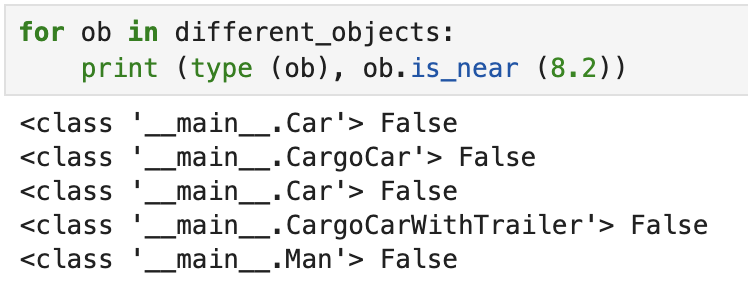 for ob in different_objects:
    print (type (ob), ob.is_near (8.2))
<class '__main__.Car'> False
<class '__main__.CargoCar'> False
<class '__main__.Car'> False
<class '__main__.CargoCarWithTrailer'> False
<class '__main__.Man'> False